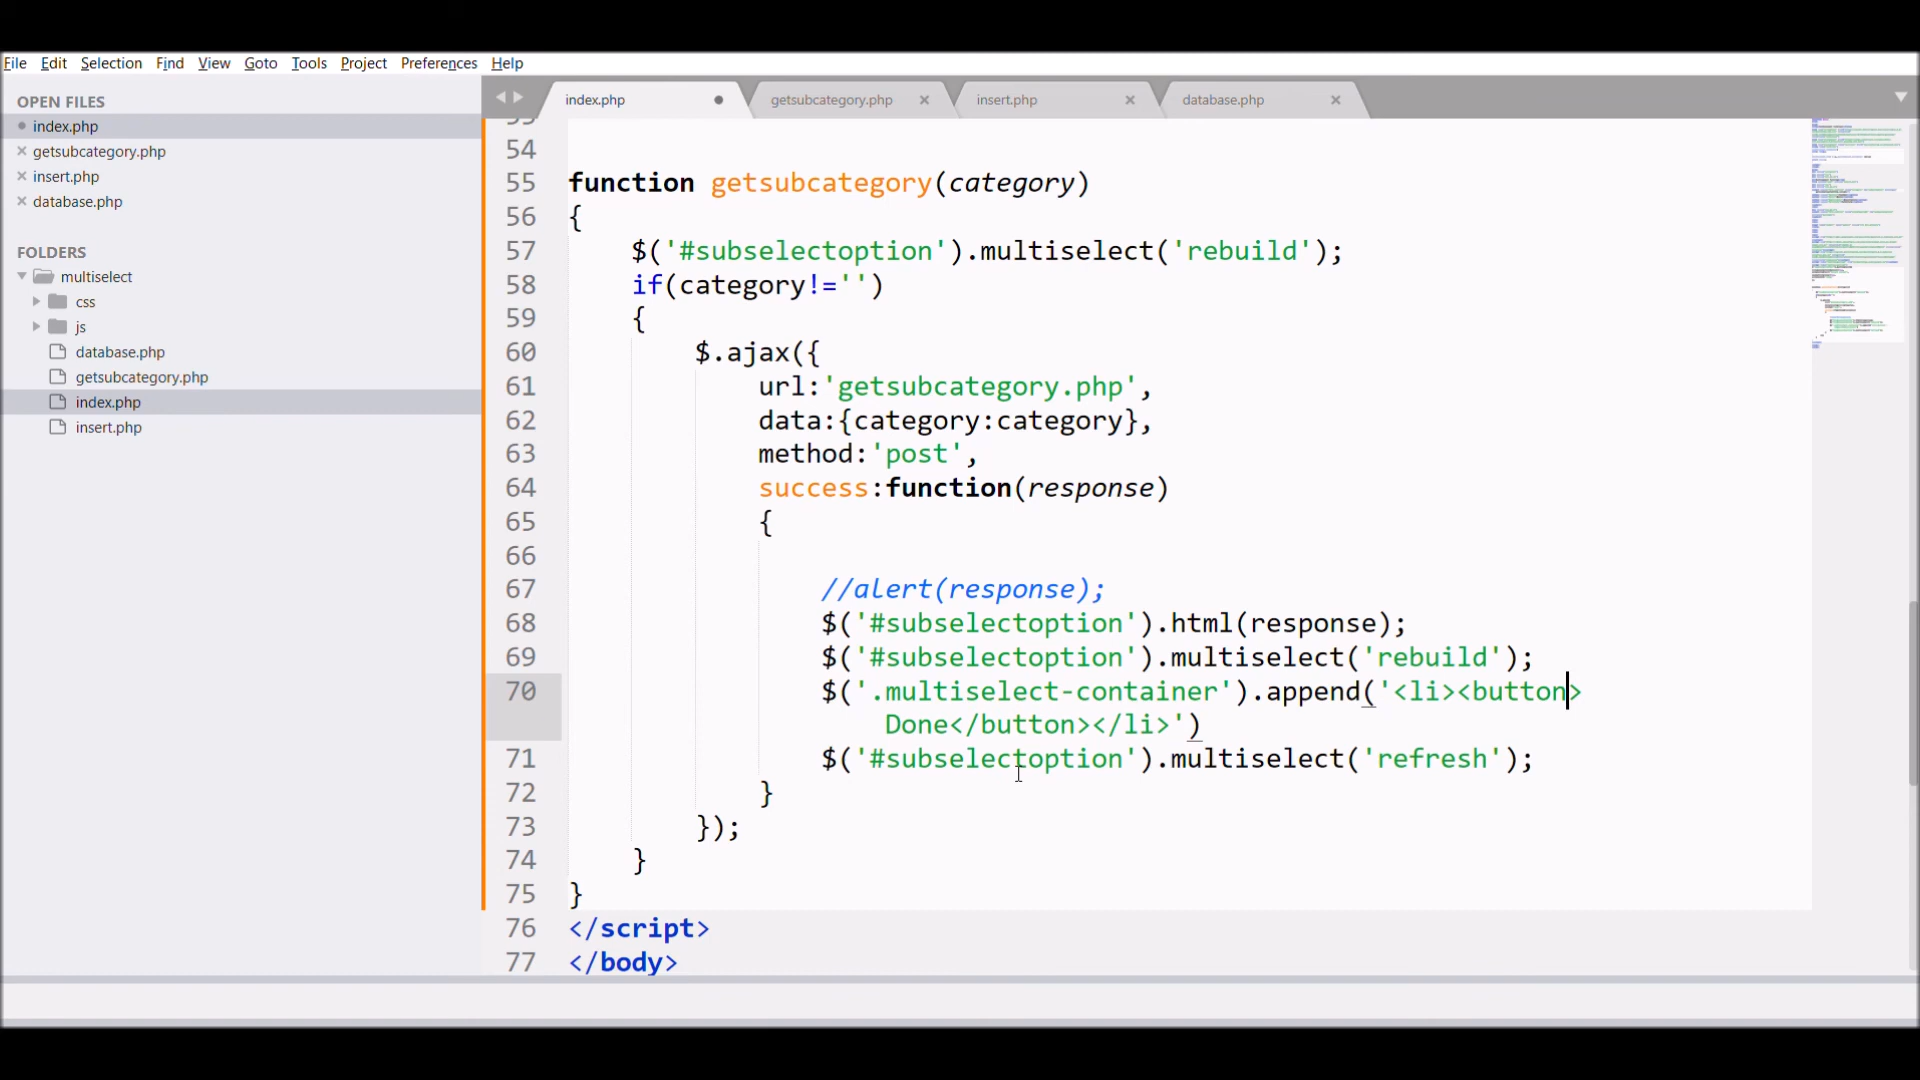 File Edit Selection Find View Goto Tools Project Preferences Help
OPEN FILES
index.php
getsubcategory.php
insert.php
database.php
FOLDERS
multiselect
css
js
database.php
getsubcategory.php
index.php
insert.php
index.php getsubcategory.php insert.php database.php
54
55 function getsubcategory(category)
56 {
57 $('#subselectoption').multiselect('rebuild');
58 if(category!='')
59 {
60 $.ajax({
61 url:'getsubcategory.php',
62 data:{category:category},
63 method:'post',
64 success:function(response)
65 {
66
67 //alert(response);
68 $('#subselectoption').html(response);
69 $('#subselectoption').multiselect('rebuild');
70 $('.multiselect-container').append('<li><button>
Done</button></li>')
71 $('#subselectoption').multiselect('refresh');
72 }
73 });
74 }
75 }
76 </script>
77 </body>